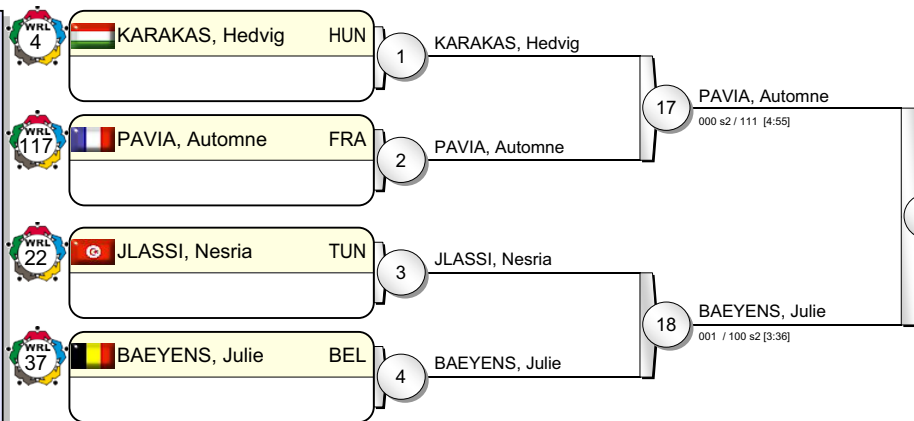 WRL
4
KARAKAS, Hedvig HUN
1
KARAKAS, Hedvig
17
PAVIA, Automne
000 s2 / 111 [4:55]
WRL
117
PAVIA, Automne FRA
2
PAVIA, Automne
WRL
22
JLASSI, Nesria TUN
3
JLASSI, Nesria
18
BAEYENS, Julie
001 / 100 s2 [3:36]
WRL
37
BAEYENS, Julie BEL
4
BAEYENS, Julie